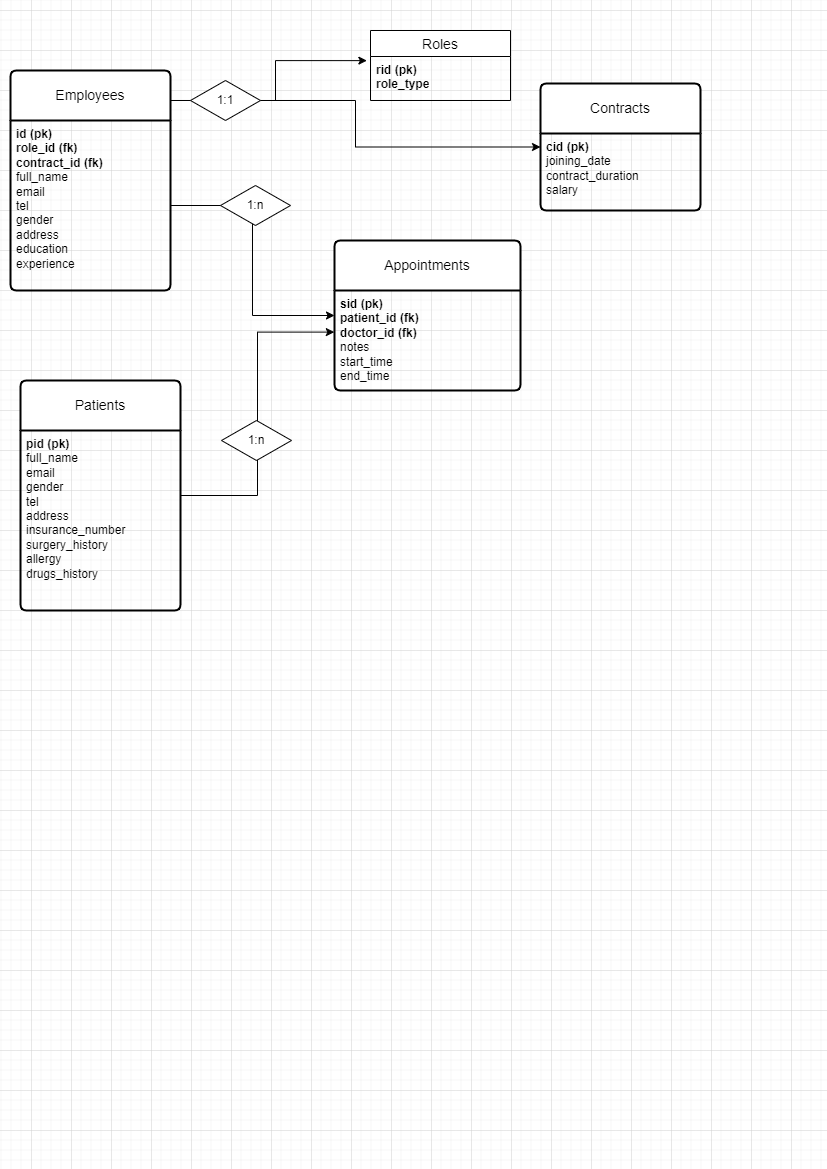 Roles
rid (pk)
role_type
Employees
1:1
id (pk)
role_id (fk)
contract_id (fk)
full_name
email
tel
gender
address
education
experience
Contracts
cid (pk)
joining_date
contract_duration
salary
1:n
Appointments
sid (pk)
patient_id (fk)
doctor_id (fk)
notes
start_time
end_time
Patients
pid (pk)
full_name
email
gender
tel
address
insurance_number
surgery_history
allergy
drugs_history
1:n